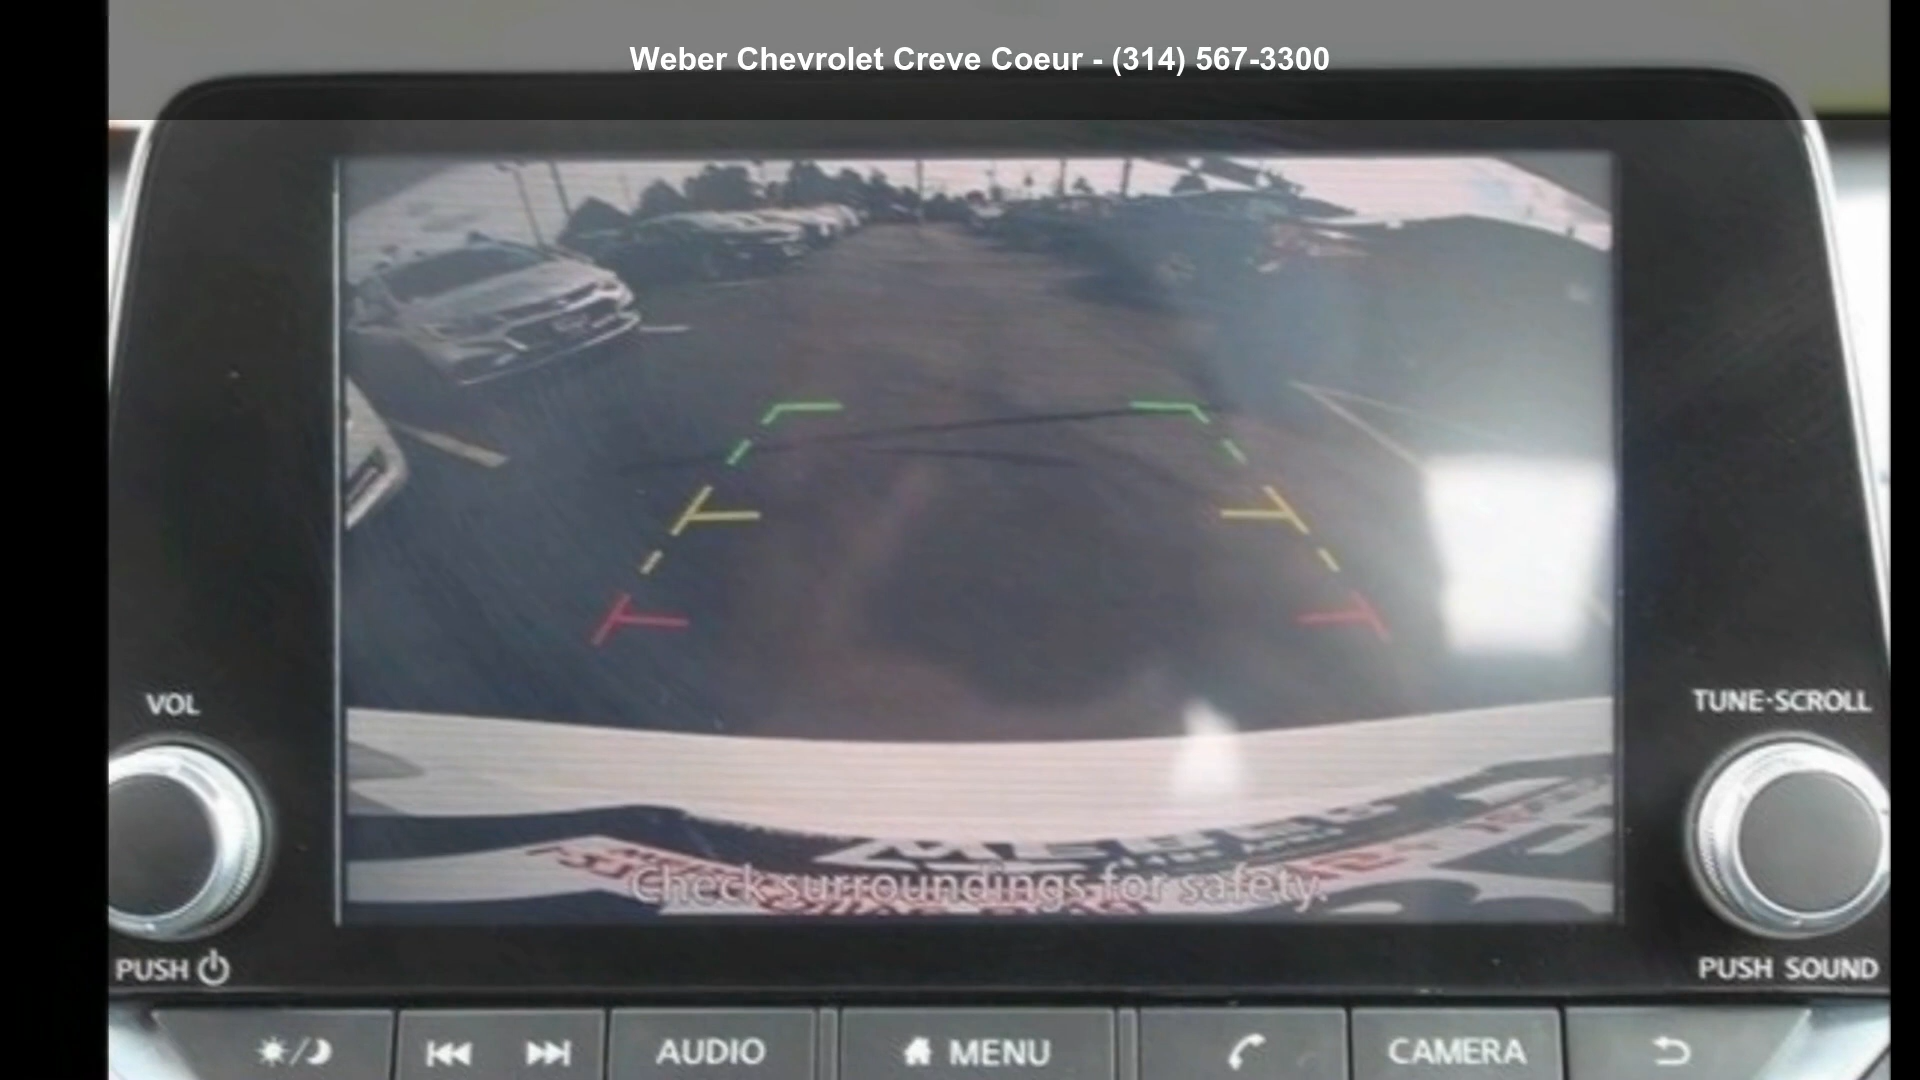 Weber Chevrolet Creve Coeur - (314) 567-3300
VOL
TUNE·SCROLL
Check surroundings for safety.
PUSH
PUSH SOUND
AUDIO
MENU
CAMERA